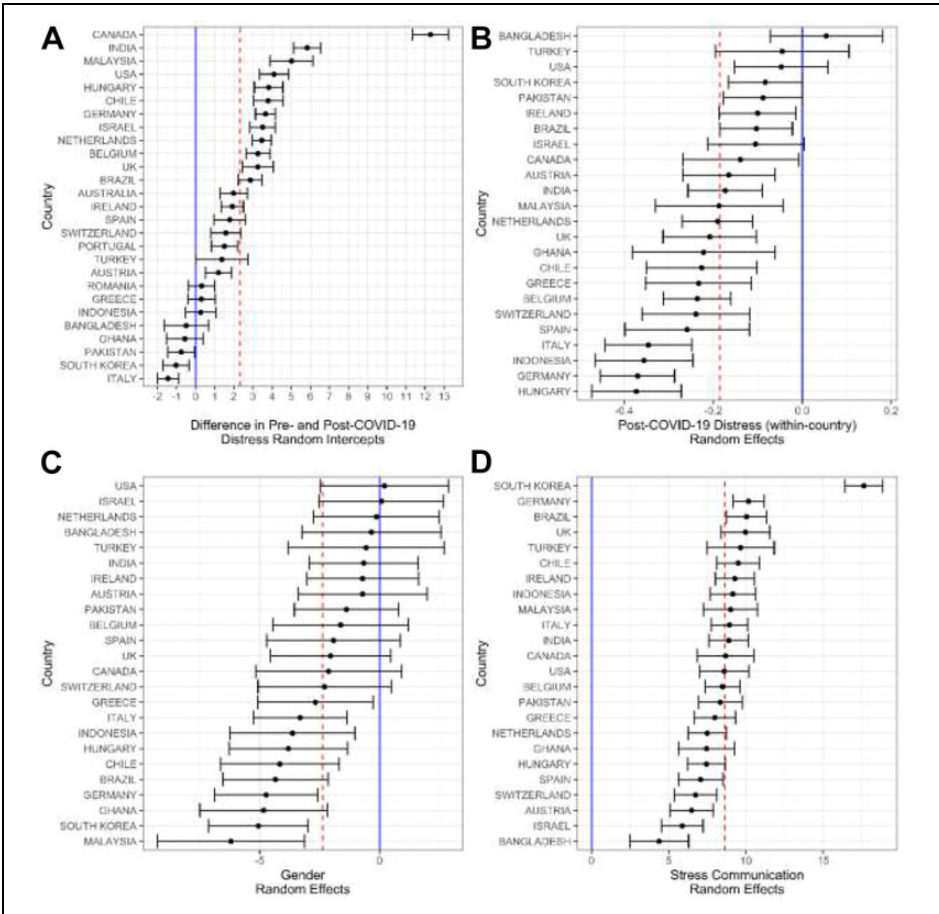 A
CANADA
INDIA
MALAYSIA
USA
HUNGARY
CHILE
GERMANY
ISRAEL
NETHERLANDS
BELGIUM
UK
BRAZIL
AUSTRALIA
IRELAND
SPAIN
SWITZERLAND
PORTUGAL
TURKEY
AUSTRIA
ROMANIA
GREECE
INDONESIA
BANGLADESH
GHANA
PAKISTAN
SOUTH KOREA
ITALY
Country
-2 -1 0 1 2 3 4 5 6 7 8 9 10 11 12 13
Difference in Pre- and Post-COVID-19
Distress Random Intercepts
B
BANGLADESH
TURKEY
USA
SOUTH KOREA
PAKISTAN
IRELAND
BRAZIL
ISRAEL
CANADA
AUSTRIA
INDIA
MALAYSIA
NETHERLANDS
UK
GHANA
CHILE
GREECE
BELGIUM
SWITZERLAND
SPAIN
ITALY
INDONESIA
GERMANY
HUNGARY
Country
-0.4 -0.2 0.0 0.2
Post-COVID-19 Distress (within-country)
Random Effects
C
USA
ISRAEL
NETHERLANDS
BANGLADESH
TURKEY
INDIA
IRELAND
AUSTRIA
PAKISTAN
BELGIUM
SPAIN
UK
CANADA
SWITZERLAND
GREECE
ITALY
INDONESIA
HUNGARY
CHILE
BRAZIL
GERMANY
GHANA
SOUTH KOREA
MALAYSIA
Country
-5 0
Gender
Random Effects
D
SOUTH KOREA
GERMANY
BRAZIL
UK
TURKEY
CHILE
IRELAND
INDONESIA
MALAYSIA
ITALY
INDIA
CANADA
USA
BELGIUM
PAKISTAN
GREECE
NETHERLANDS
GHANA
HUNGARY
SPAIN
SWITZERLAND
AUSTRIA
ISRAEL
BANGLADESH
Country
0 5 10 15
Stress Communication
Random Effects